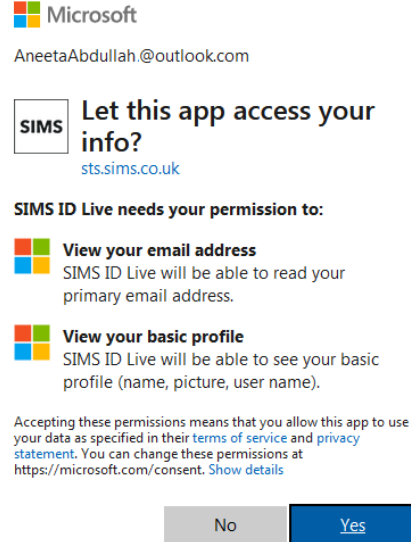 Microsoft
AneetaAbdullah.@outlook.com
SIMS
Let this app access your
info?
sts.sims.co.uk
SIMS ID Live needs your permission to:
View your email address
SIMS ID Live will be able to read your
primary email address.
View your basic profile
SIMS ID Live will be able to see your basic
profile (name, picture, user name).
Accepting these permissions means that you allow this app to use
your data as specified in their terms of service and privacy
statement. You can change these permissions at
https://microsoft.com/consent. Show details
No
Yes